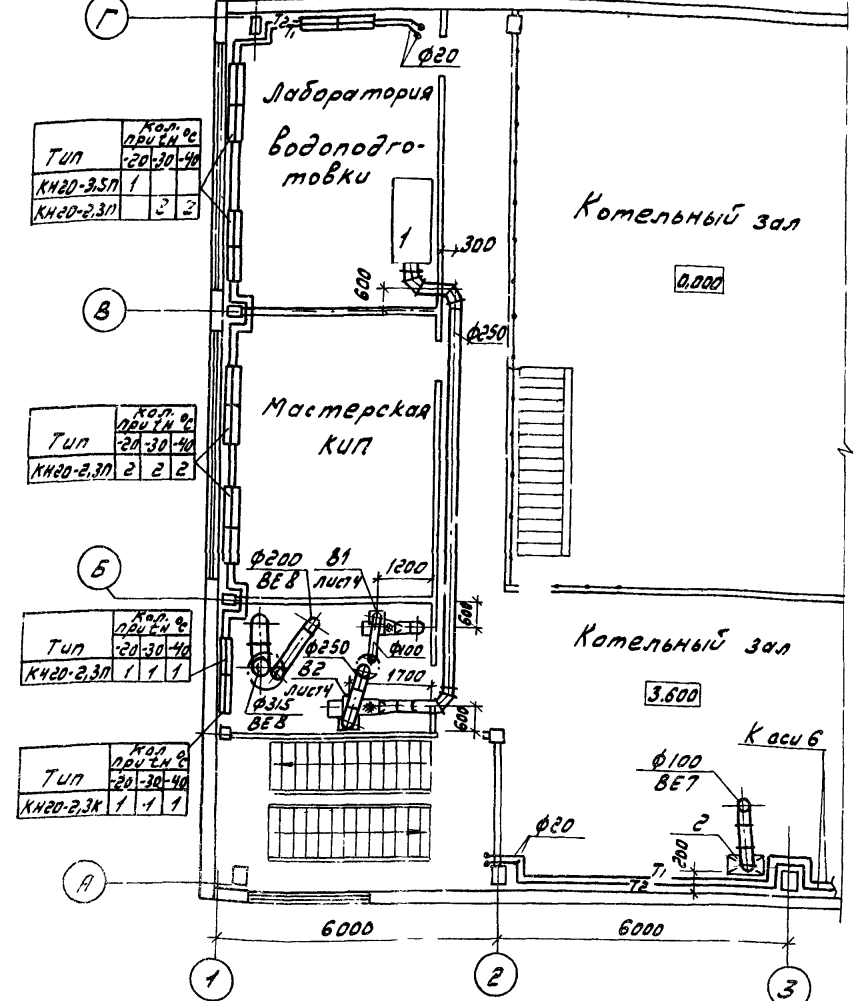 Г
Т2
Т1
ф20
Лаборатория
водоподго-
товки
Тип
Кол.
при tн °С
-20 -30 -40
КН20-3,5П 1
КН20-2,3П 2 2
1
300
600
Котельный зал
0,000
В
ф250
Мастерская
КИП
Тип
Кол.
при tн °С
-20 -30 -40
КН20-2,3П 2 2 2
Б
ф200
ВЕ8
В1
лист4
1200
600
Тип
Кол.
при tн °С
-20 -30 -40
КН20-2,3П 1 1 1
ф250
ф100
В2
лист4
1700
ф315
ВЕ8
600
Котельный зал
3.600
К оси 6
Тип
Кол.
при tн °С
-20 -30 -40
КН20-2,3К 1 1 1
ф100
ВЕ7
ф20
2
200
Т1
Т2
А
6000
6000
1
2
3